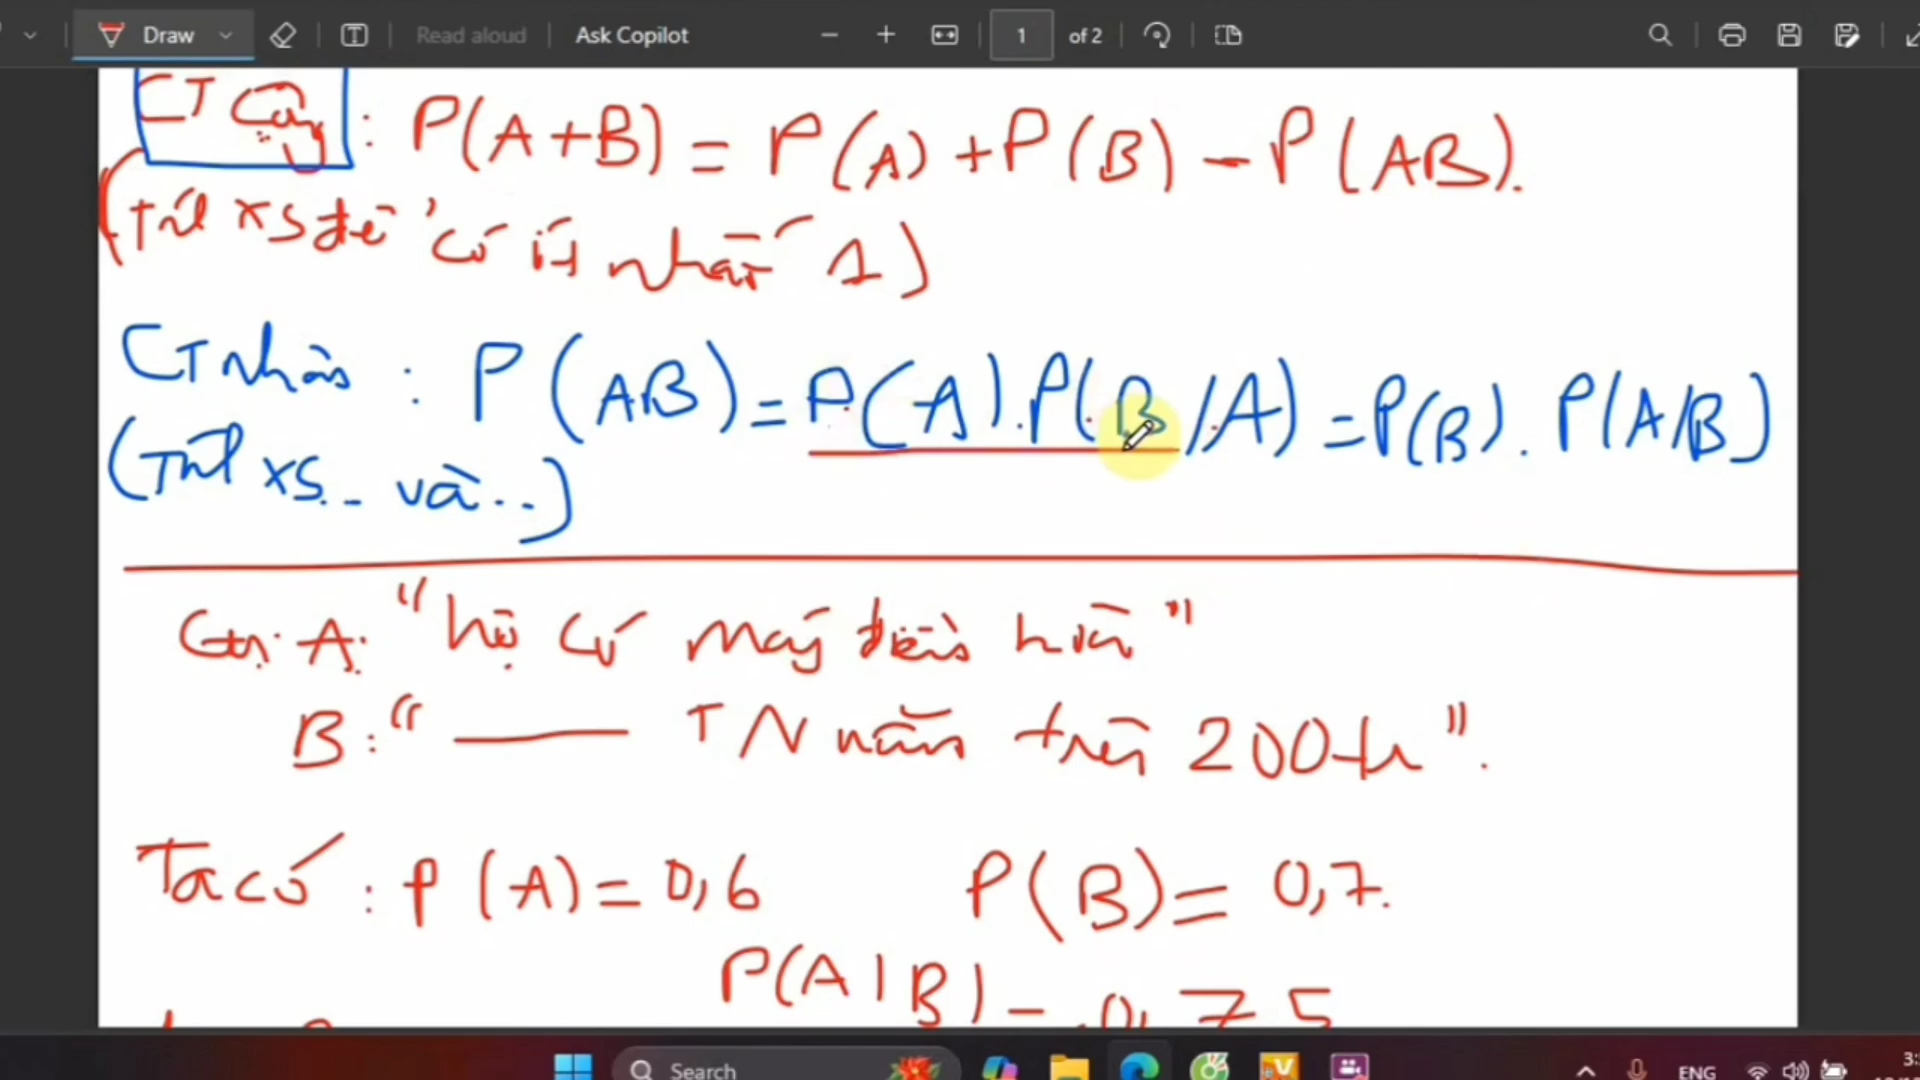 Draw
Read aloud
Ask Copilot
1
of 2
CT Cộng : P(A+B) = P(A) + P(B) - P(AB).
(Tính XS để có ít nhất 1)
CT nhân : P(AB) = P(A).P(B/A) = P(B). P(A/B)
(Tính XS... và...)
Gọi A: "hộ có máy điều hoà"
B: " —— TN năm trên 200tr".
Ta có : P(A) = 0,6 P(B) = 0,7.
P(A|B) = 0,75
Search
ENG